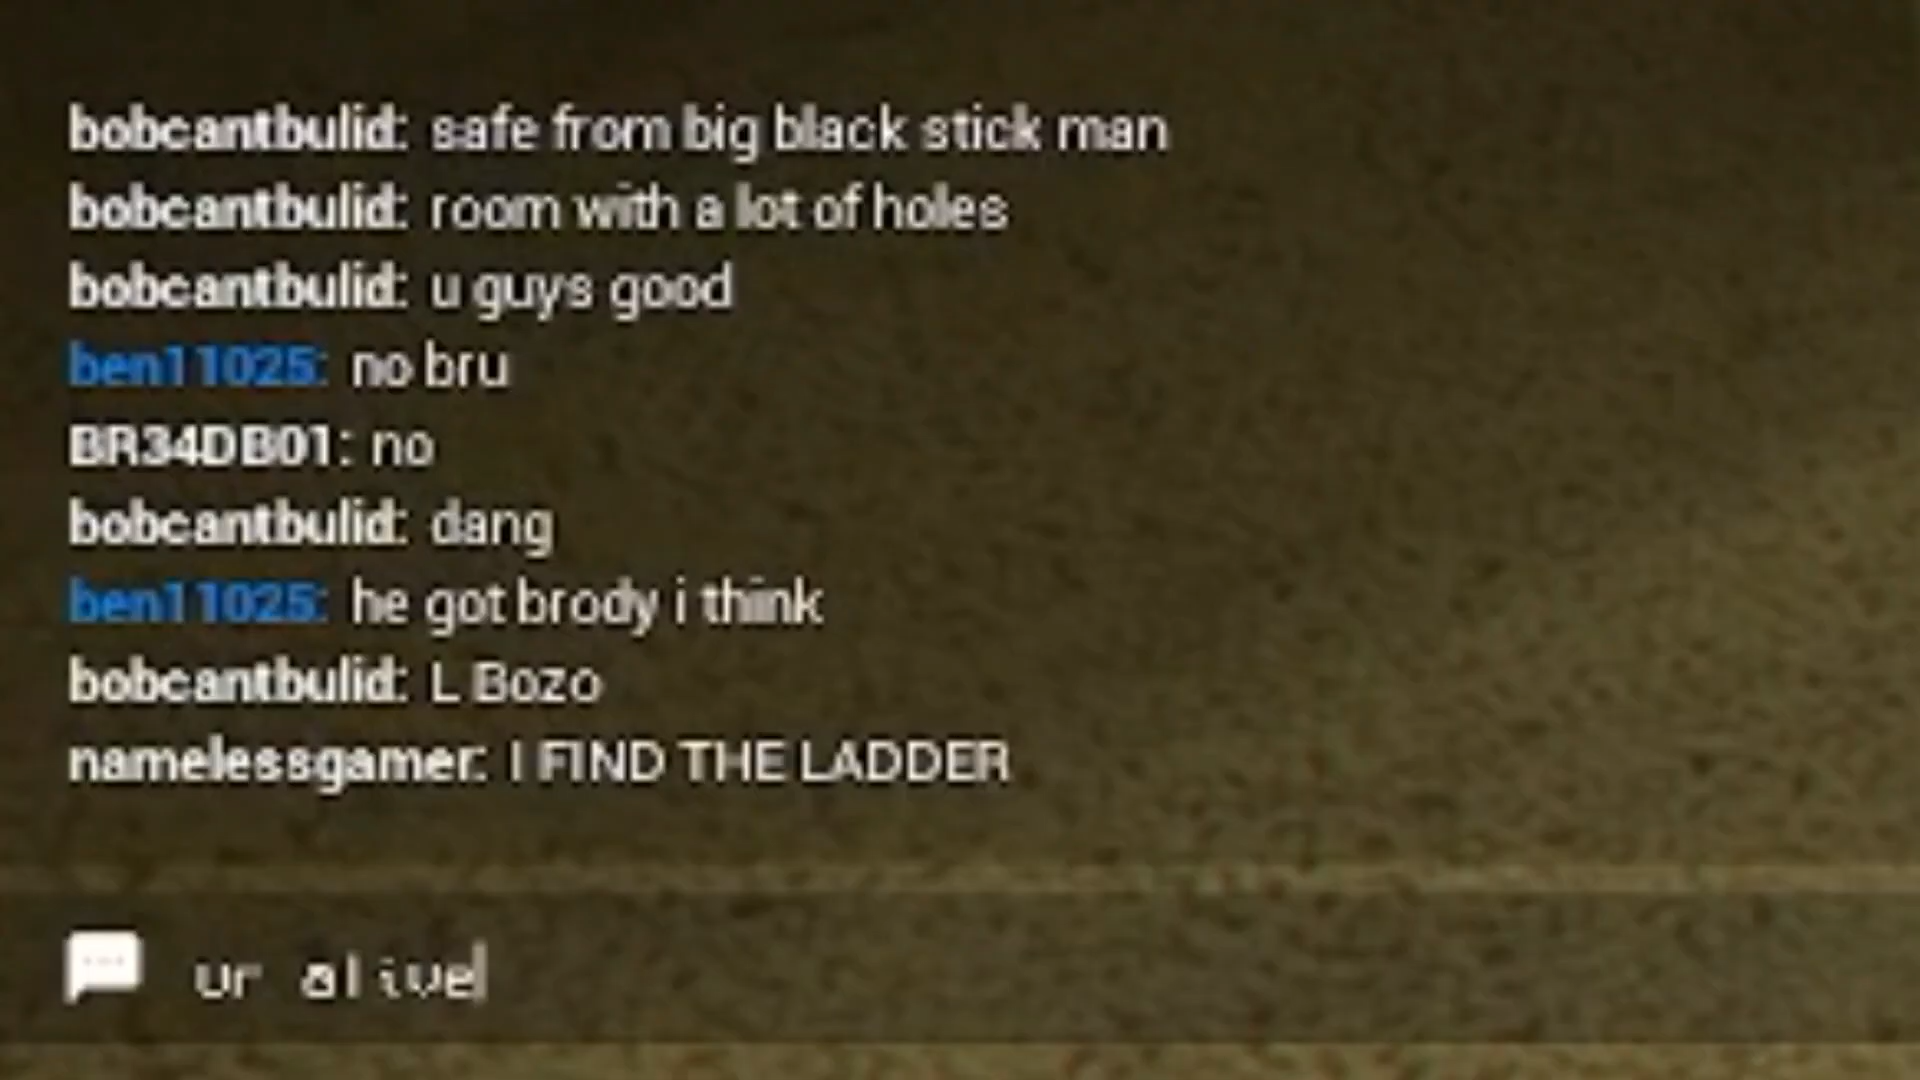 bobcantbulid: safe from big black stick man
bobcantbulid: room with a lot of holes
bobcantbulid: u guys good
ben11025: no bru
BR34DB01: no
bobcantbulid: dang
ben11025: he got brody i think
bobcantbulid: L Bozo
namelessgamer: I FIND THE LADDER
ur alive